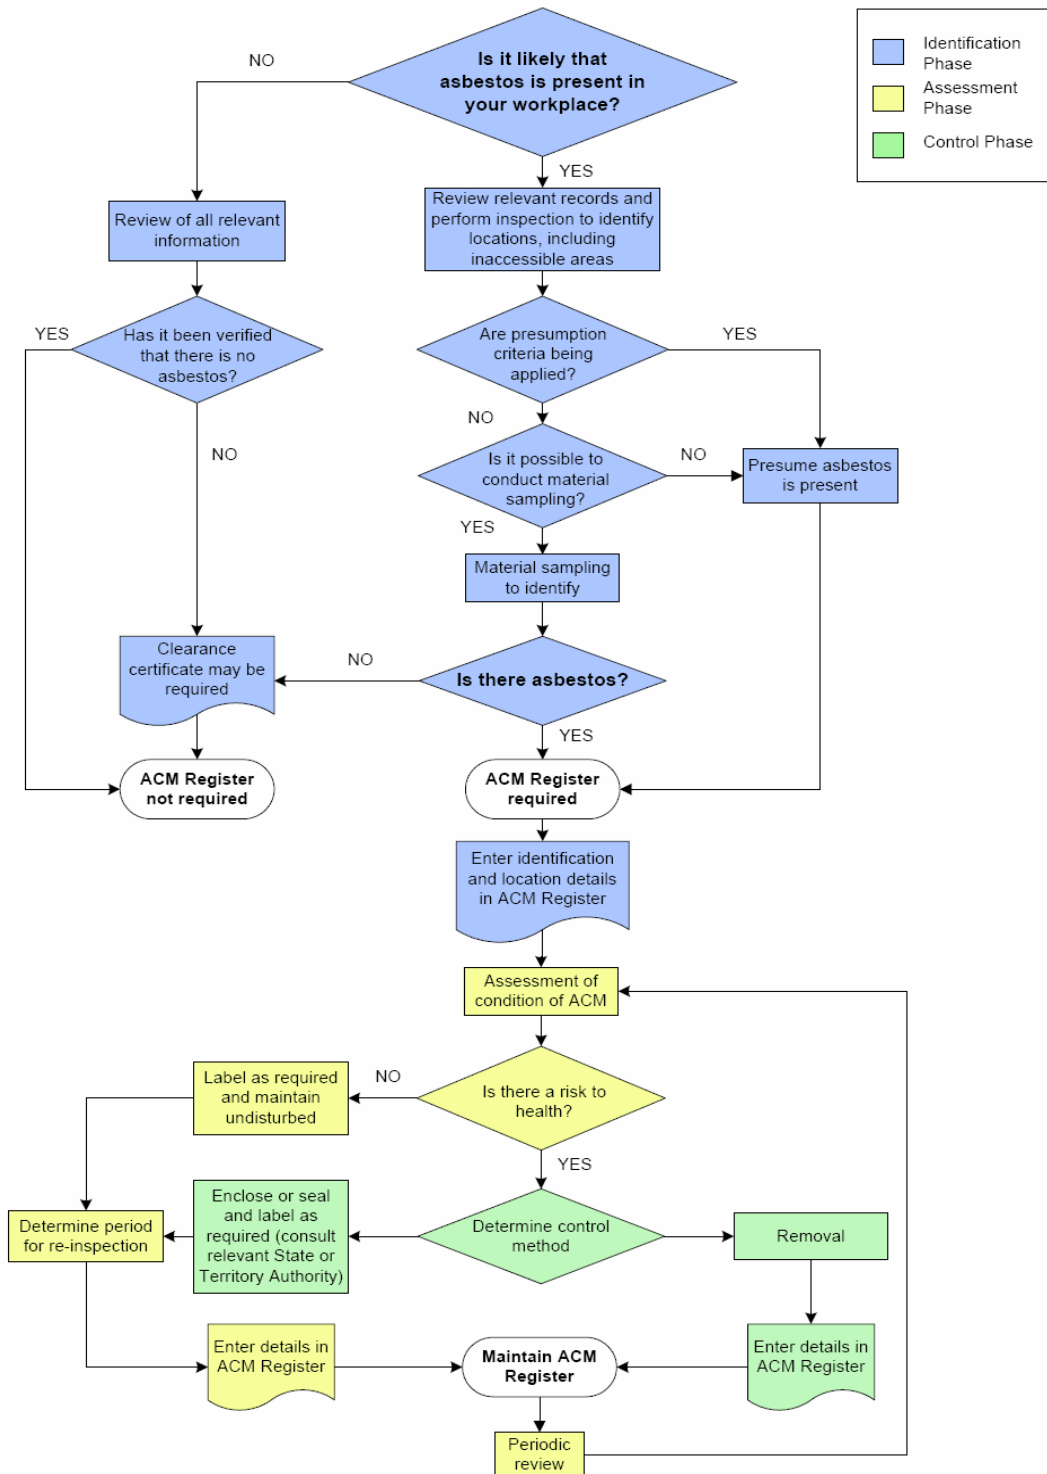 Is it likely that
asbestos is present in
your workplace?
NO
YES
Identification
Phase
Assessment
Phase
Control Phase
Review of all relevant
information
Review relevant records and
perform inspection to identify
locations, including
inaccessible areas
YES
Has it been verified
that there is no
asbestos?
NO
Are presumption
criteria being
applied?
YES
NO
Is it possible to
conduct material
sampling?
NO
Presume asbestos
is present
YES
Material sampling
to identify
Clearance
certificate may be
required
NO
Is there asbestos?
YES
ACM Register
not required
ACM Register
required
Enter identification
and location details
in ACM Register
Assessment of
condition of ACM
Label as required
and maintain
undisturbed
NO
Is there a risk to
health?
YES
Determine period
for re-inspection
Enclose or seal
and label as
required (consult
relevant State or
Territory Authority)
Determine control
method
Removal
Enter details in
ACM Register
Maintain ACM
Register
Enter details in
ACM Register
Periodic
review